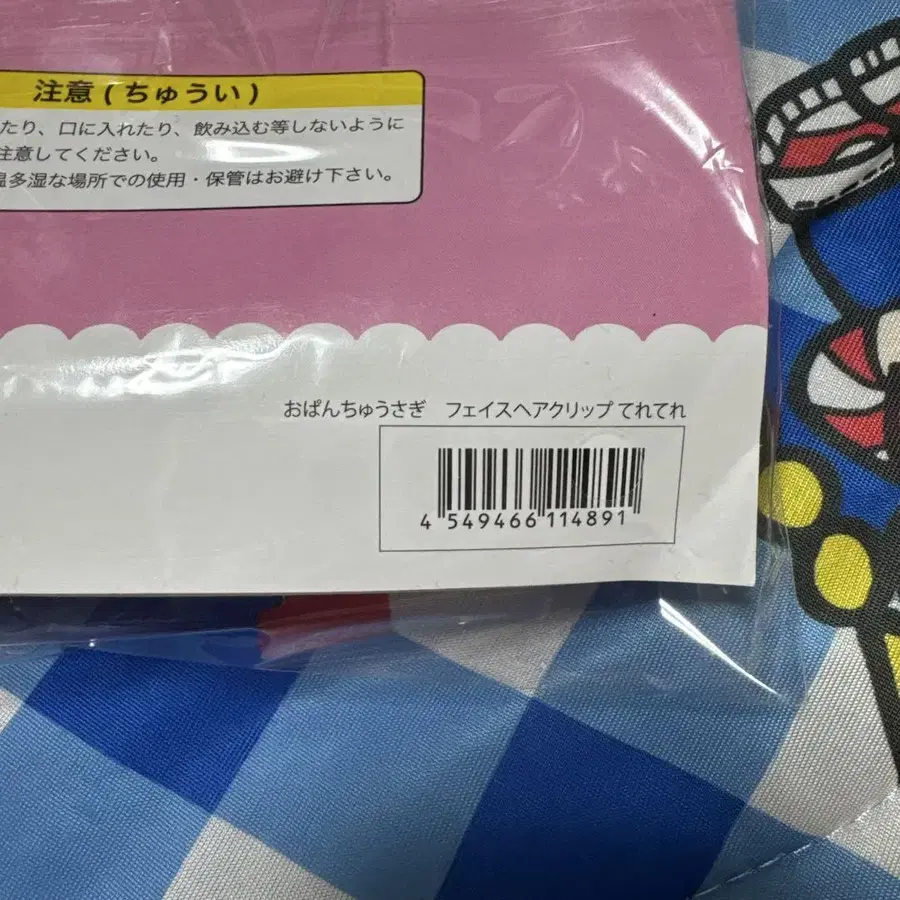 注意(ちゅうい)
たり、口に入れたり、飲み込む等しないように
注意してください。
温多湿な場所での使用・保管はお避け下さい。
おぱんちゅうさぎ　フェイスヘアクリップ てれてれ
4 549466 114891